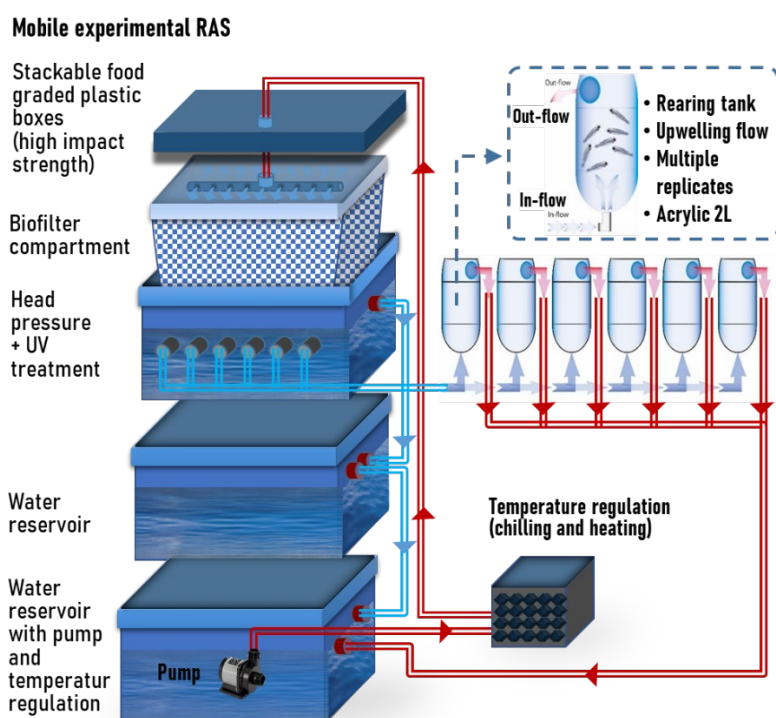 Mobile experimental RAS
Stackable food
graded plastic
boxes
(high impact
strength)
Biofilter
compartment
Head
pressure
+ UV
treatment
Water
reservoir
Water
reservoir
with pump
and
temperatur
regulation
Pump
Out-flow
Out-flow
In-flow
In-flow
• Rearing tank
• Upwelling flow
• Multiple
replicates
• Acrylic 2L
Temperature regulation
(chilling and heating)